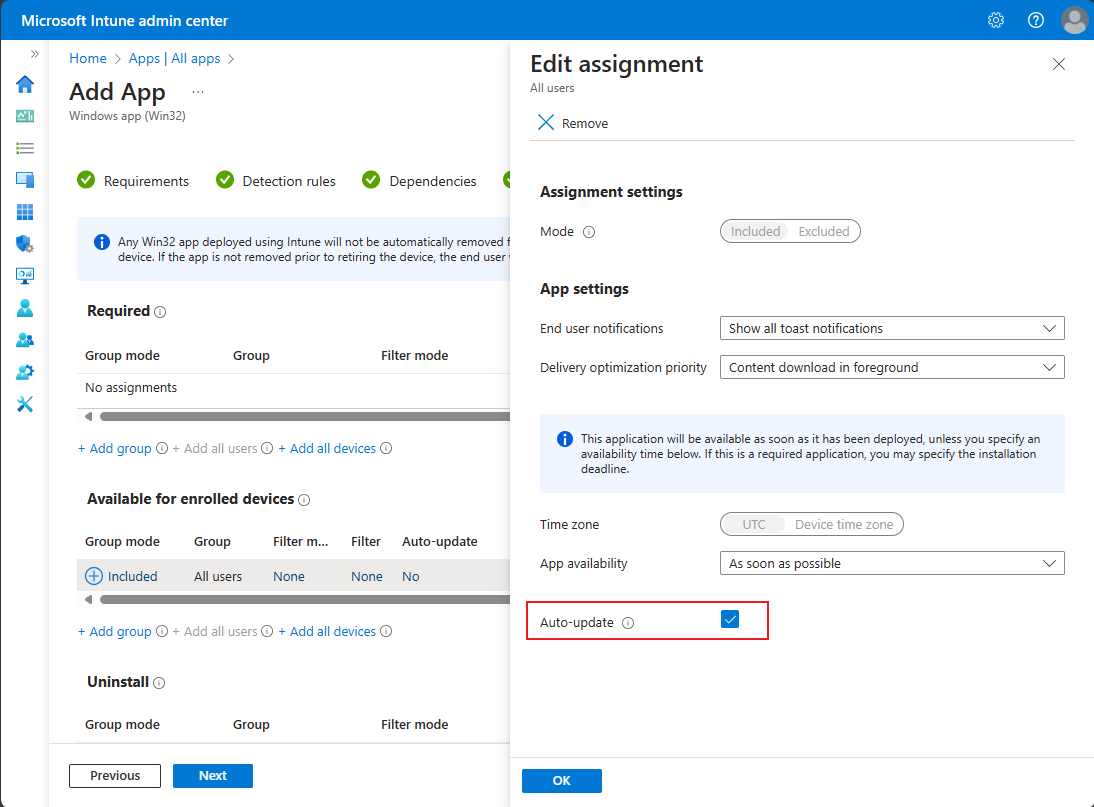 Microsoft Intune admin center
Home > Apps | All apps >
Add App ...
Windows app (Win32)
Requirements Detection rules Dependencies
Any Win32 app deployed using Intune will not be automatically removed f
device. If the app is not removed prior to retiring the device, the end user
Required
Group mode Group Filter mode
No assignments
+ Add group + Add all users + Add all devices
Available for enrolled devices
Group mode Group Filter m... Filter Auto-update
Included All users None None No
+ Add group + Add all users + Add all devices
Uninstall
Group mode Group Filter mode
Previous Next
Edit assignment
All users
Remove
Assignment settings
Mode Included Excluded
App settings
End user notifications Show all toast notifications
Delivery optimization priority Content download in foreground
This application will be available as soon as it has been deployed, unless you specify an
availability time below. If this is a required application, you may specify the installation
deadline.
Time zone UTC Device time zone
App availability As soon as possible
Auto-update
OK